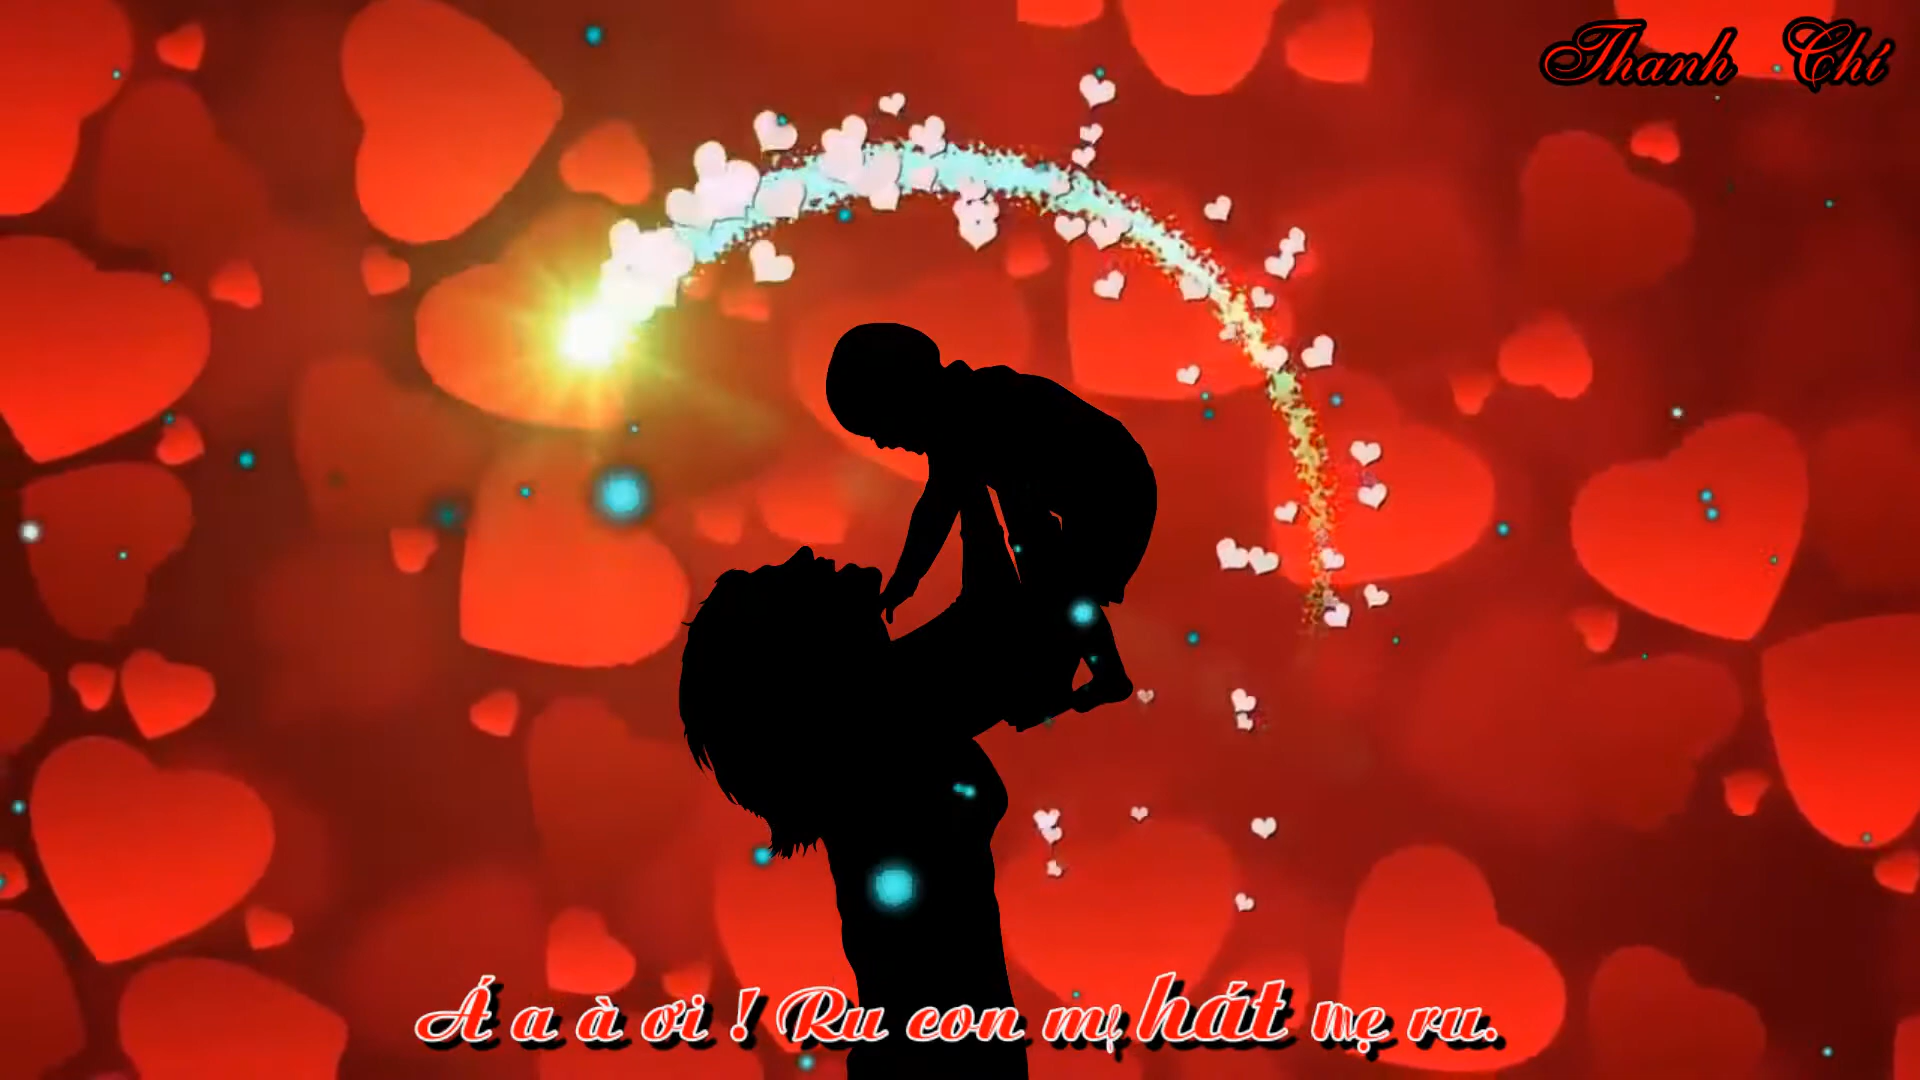 Thanh Chí
Á a à ơi ! Ru con mẹ hát mẹ ru.